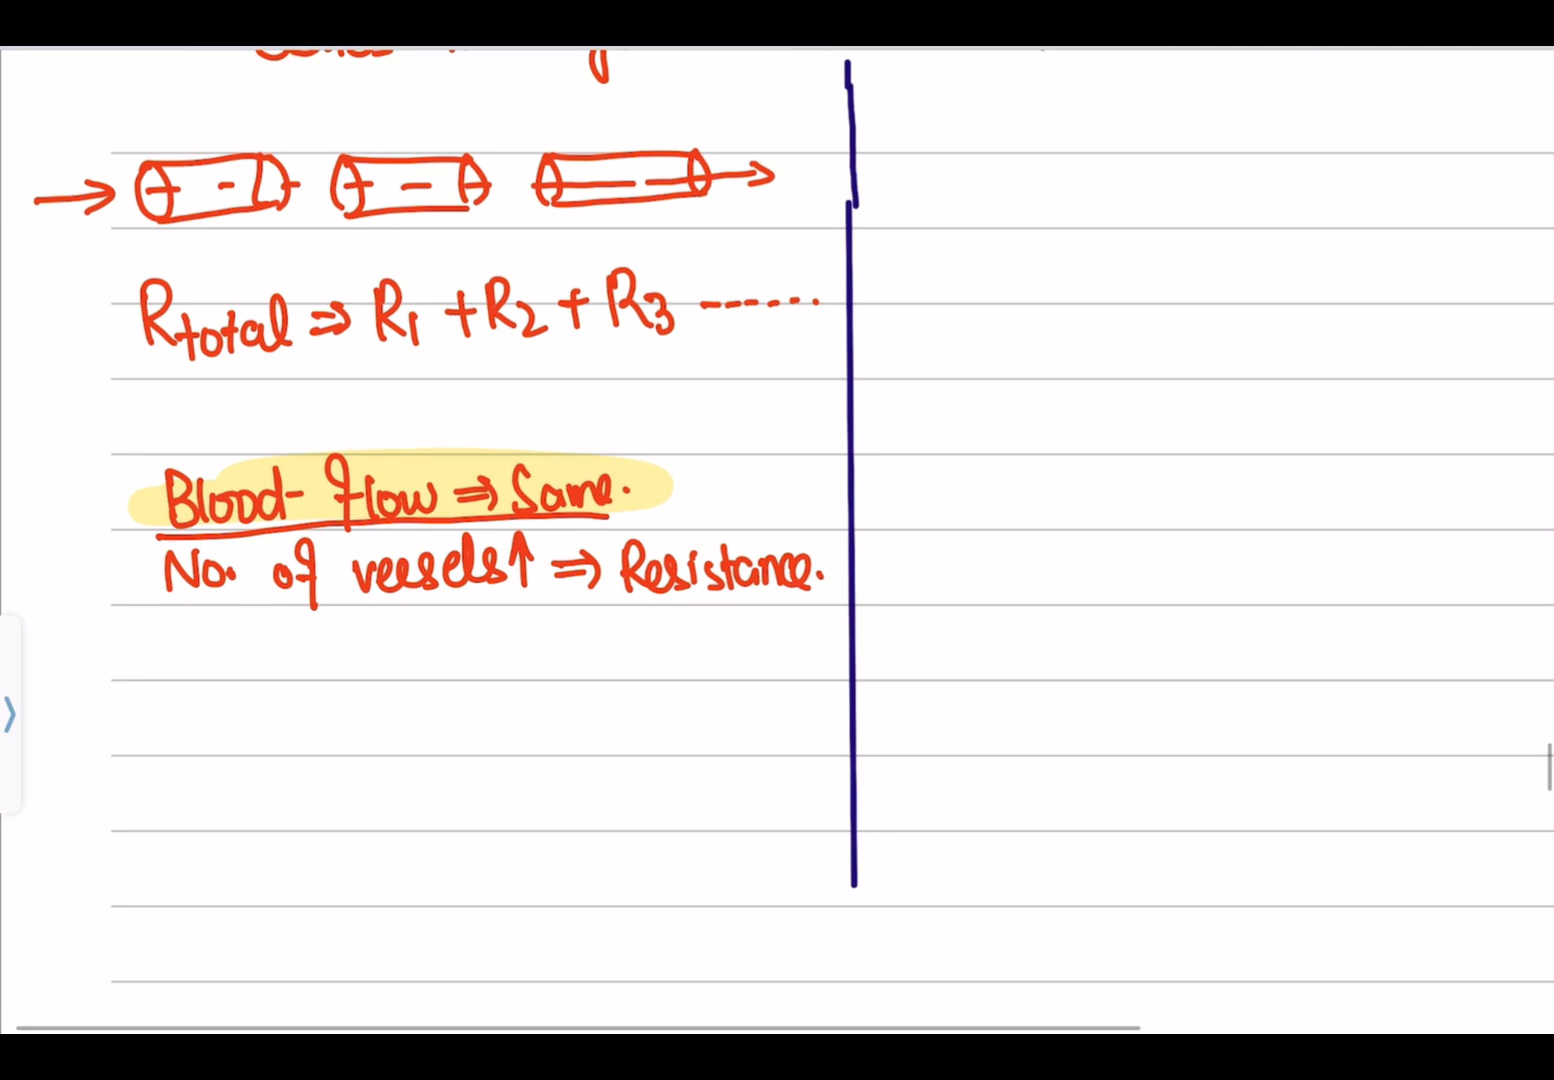 Rtotal ⇒ R1 + R2 + R3 -------
Blood-flow ⇒ Same.
No. of vessels↑ ⇒ Resistance.